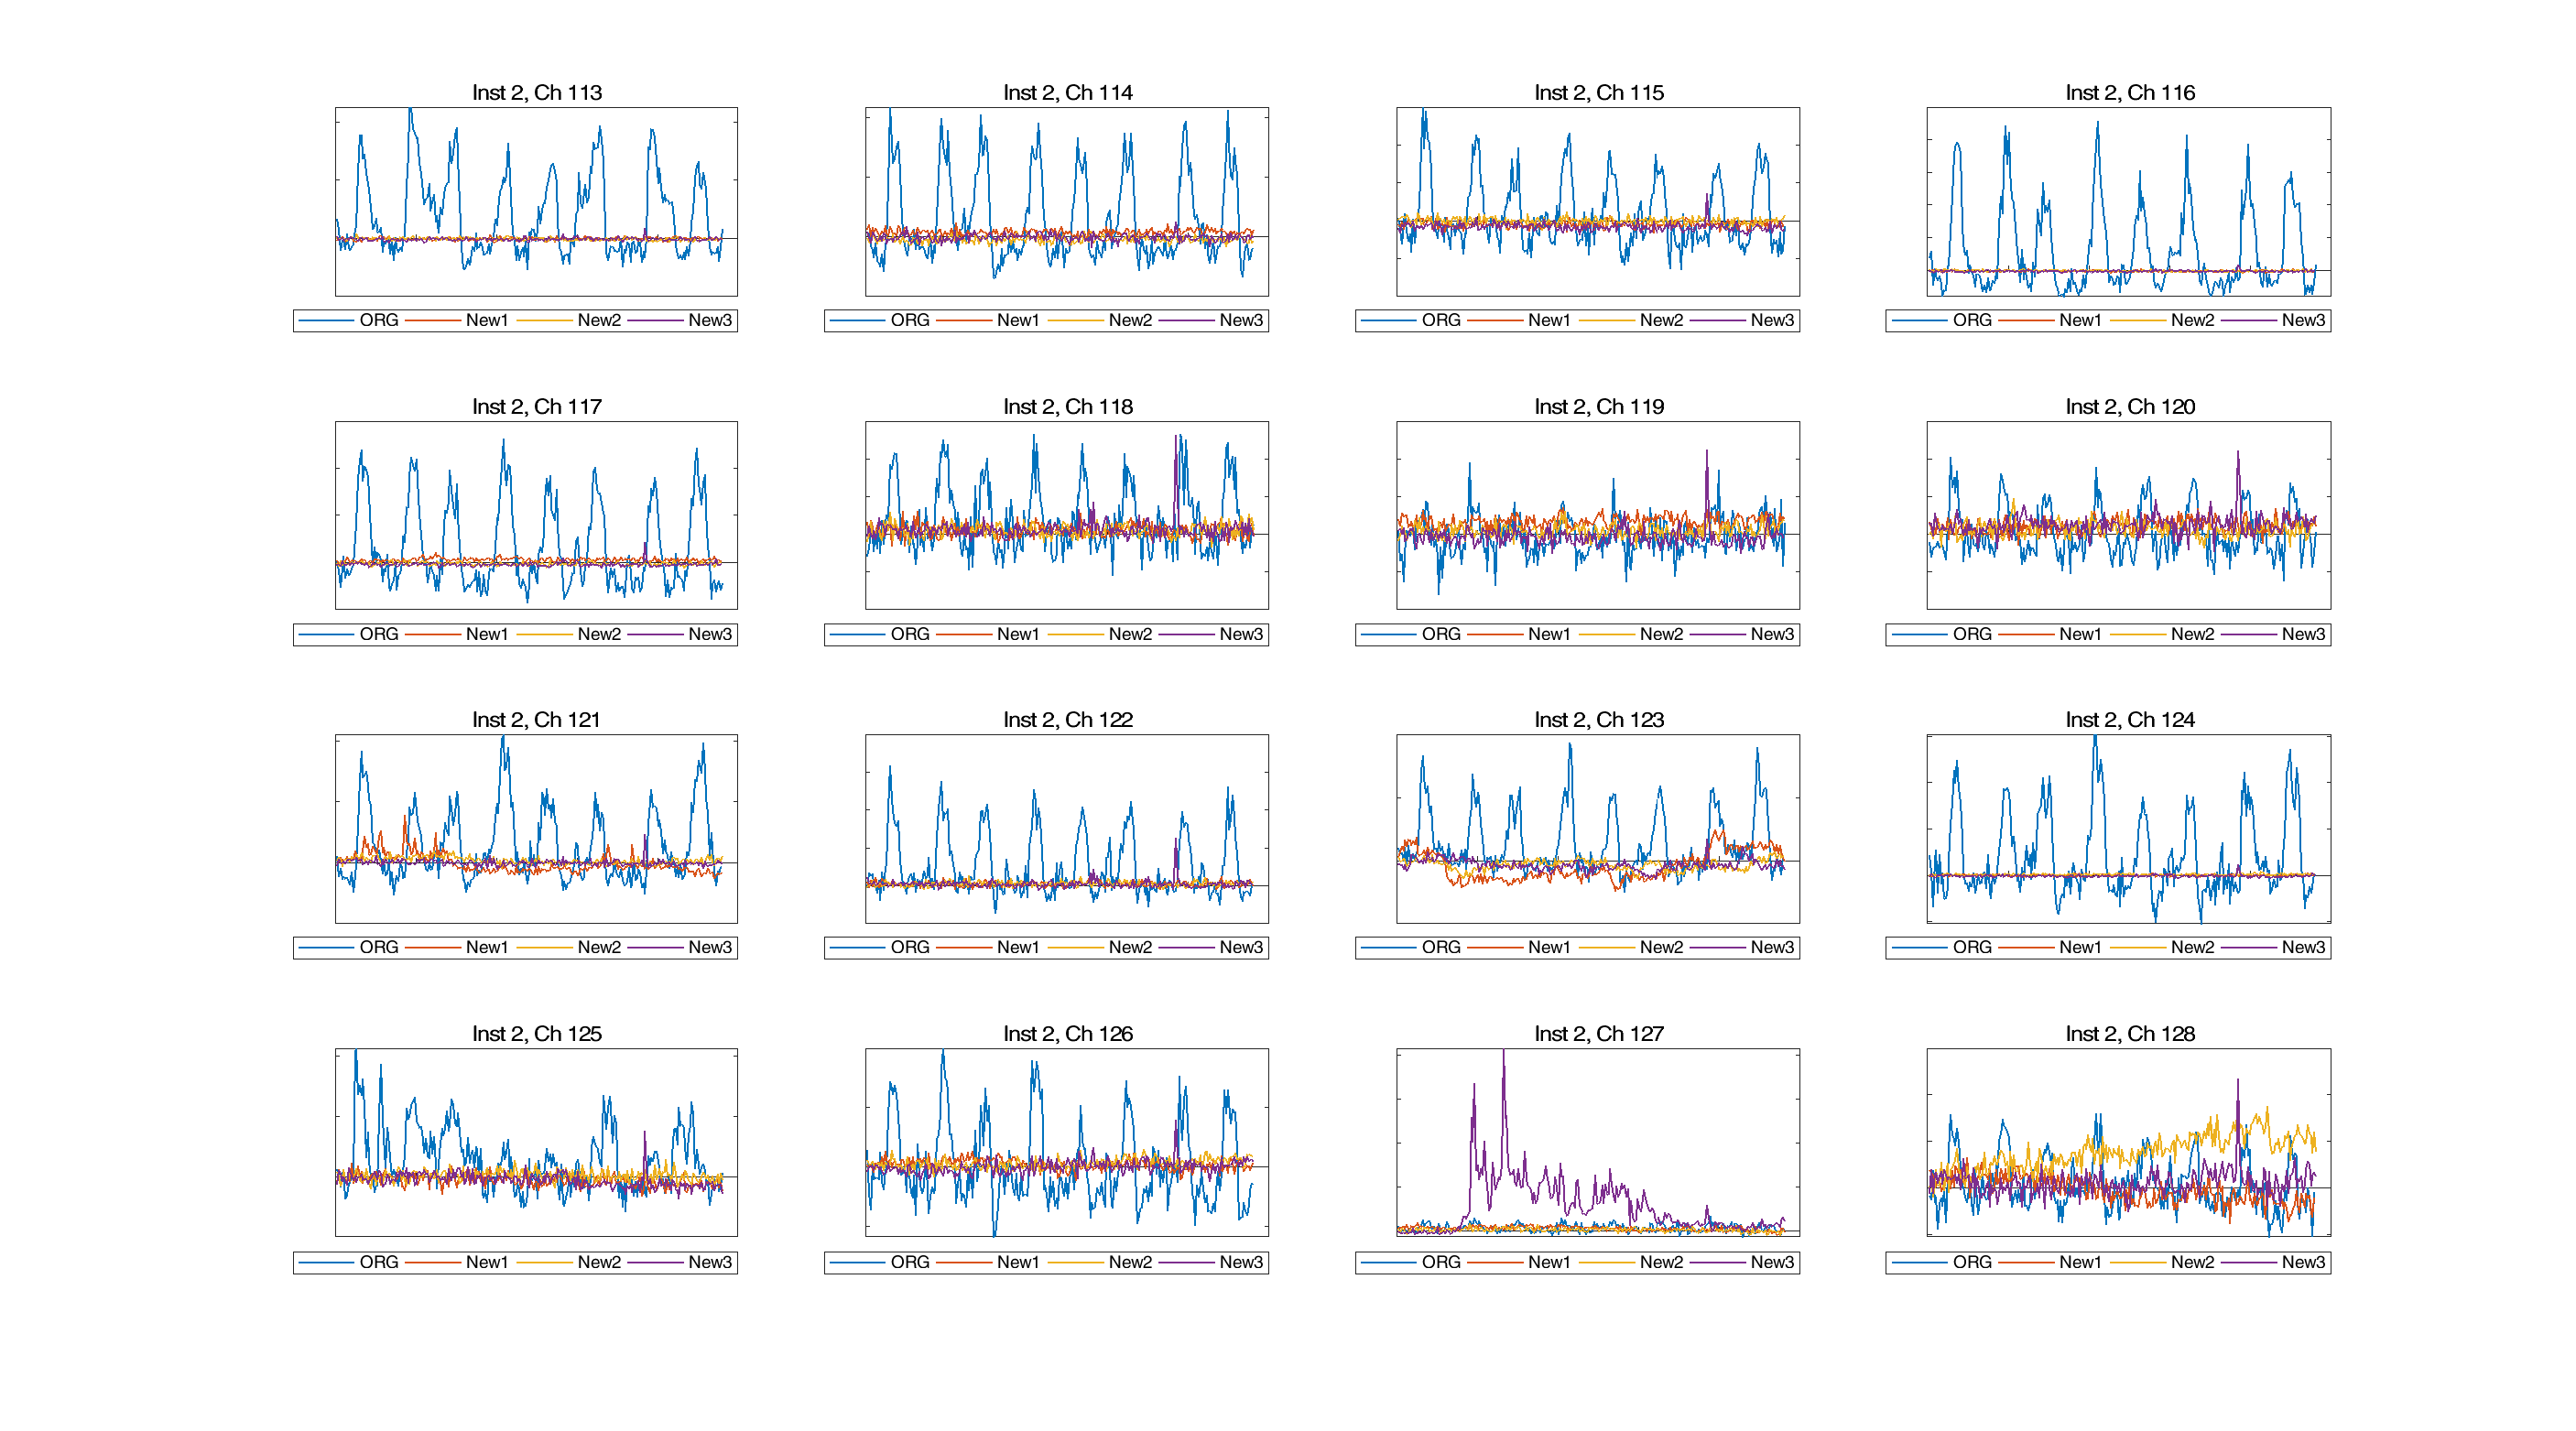 Inst 2, Ch 113
Inst 2, Ch 114
Inst 2, Ch 115
Inst 2, Ch 116
ORG New1 New2 New3
ORG New1 New2 New3
ORG New1 New2 New3
ORG New1 New2 New3
Inst 2, Ch 117
Inst 2, Ch 118
Inst 2, Ch 119
Inst 2, Ch 120
ORG New1 New2 New3
ORG New1 New2 New3
ORG New1 New2 New3
ORG New1 New2 New3
Inst 2, Ch 121
Inst 2, Ch 122
Inst 2, Ch 123
Inst 2, Ch 124
ORG New1 New2 New3
ORG New1 New2 New3
ORG New1 New2 New3
ORG New1 New2 New3
Inst 2, Ch 125
Inst 2, Ch 126
Inst 2, Ch 127
Inst 2, Ch 128
ORG New1 New2 New3
ORG New1 New2 New3
ORG New1 New2 New3
ORG New1 New2 New3